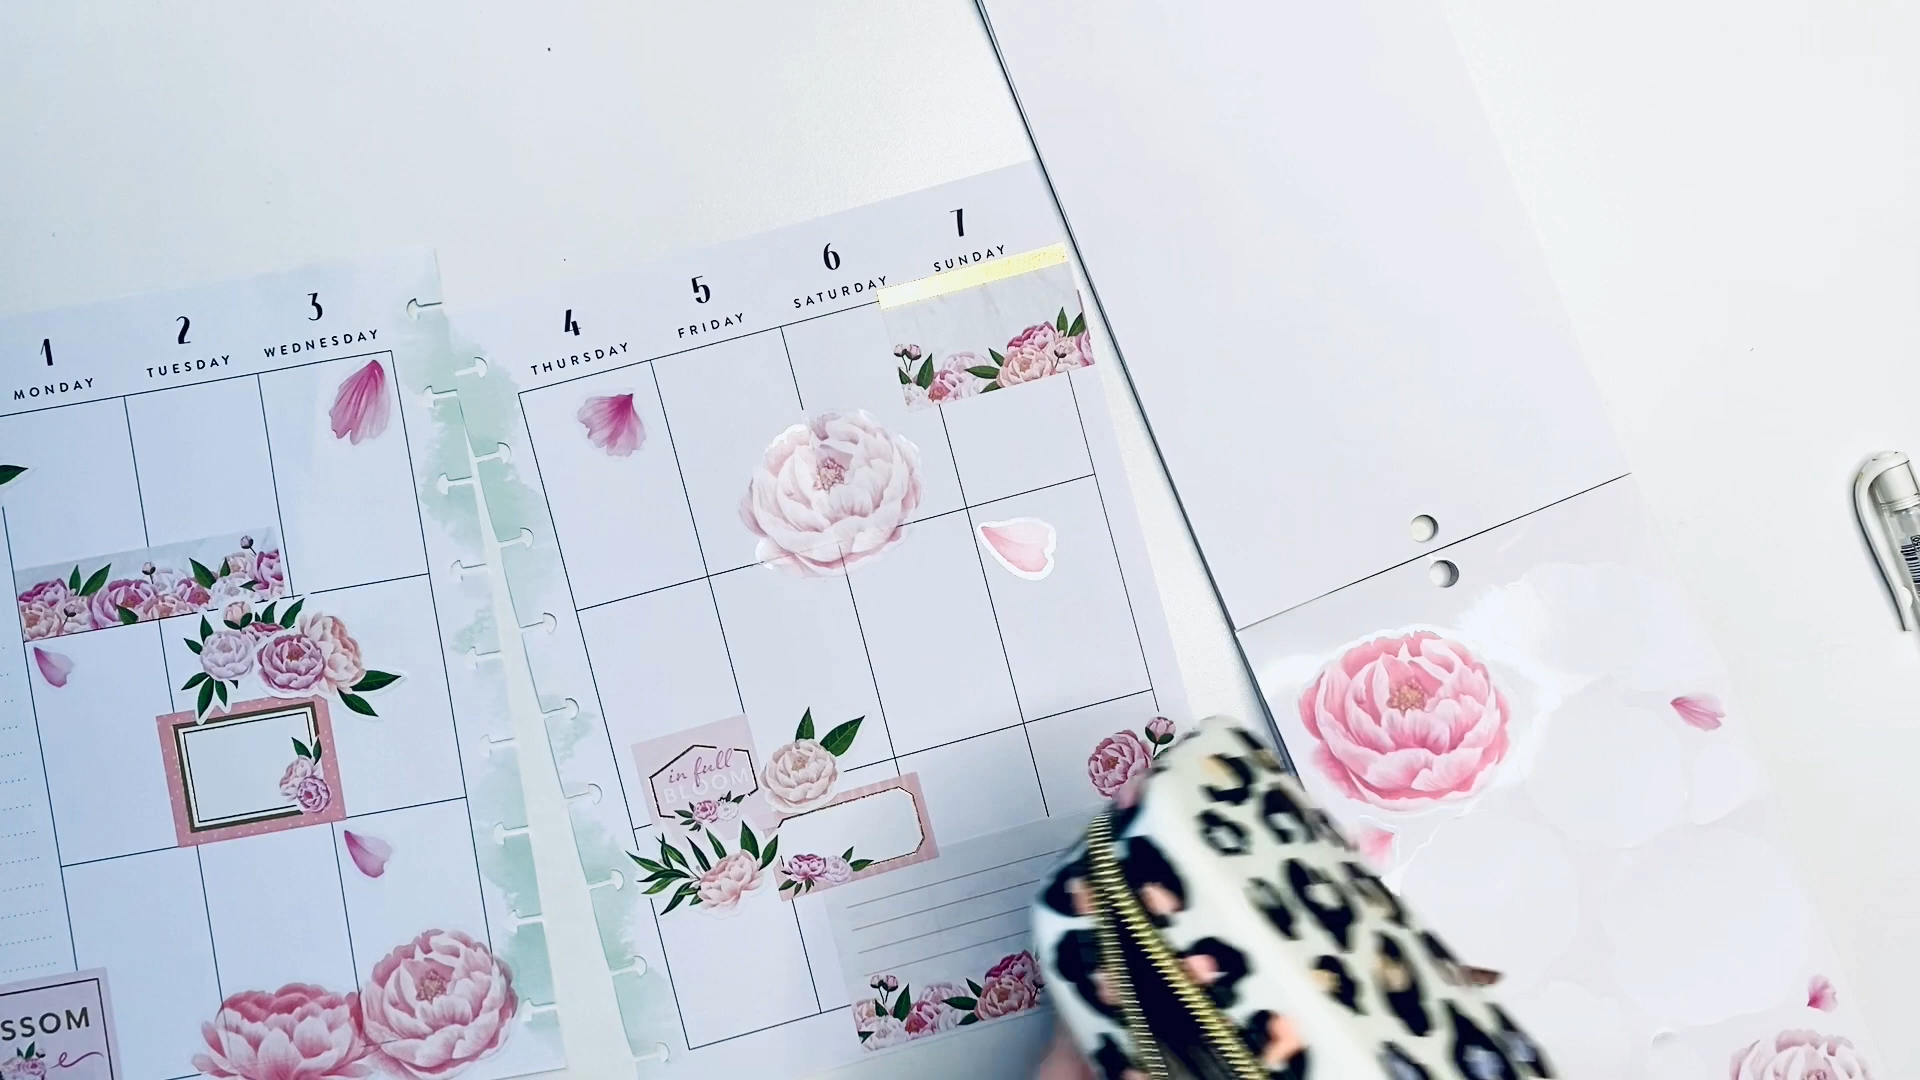 1 2 3 4 5 6 7
MONDAY TUESDAY WEDNESDAY THURSDAY FRIDAY SATURDAY SUNDAY
in full
BLOOM
SSOM
e